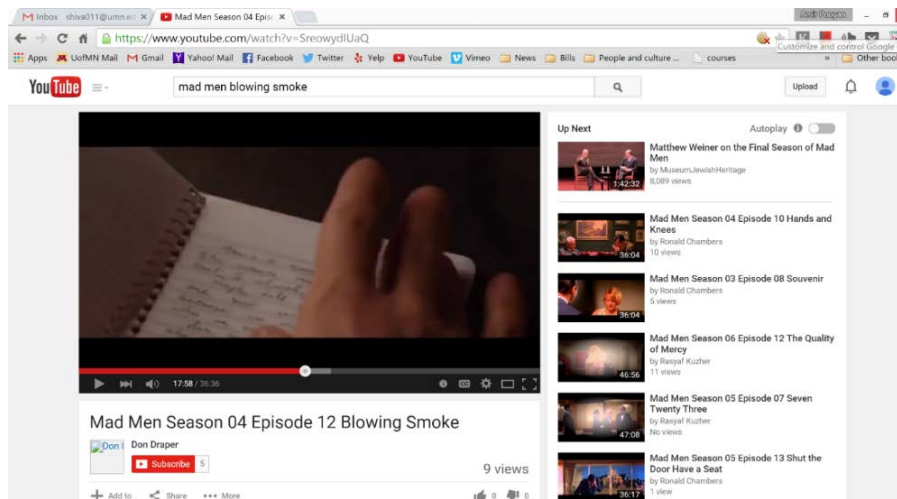 Inbox shiva011@umn.ed
Mad Men Season 04 Episo
https://www.youtube.com/watch?v=SreowydIUaQ
Customize and control Google
Apps UofMN Mail Gmail Yahoo! Mail Facebook Twitter Yelp YouTube Vimeo News Bills People and culture ... courses » Other boo
YouTube mad men blowing smoke Upload
Up Next Autoplay
Matthew Weiner on the Final Season of Mad
Men
by MuseumJewishHeritage
8,089 views
1:42:32
Mad Men Season 04 Episode 10 Hands and
Knees
by Ronald Chambers
10 views
36:04
Mad Men Season 03 Episode 08 Souvenir
by Ronald Chambers
5 views
36:04
Mad Men Season 06 Episode 12 The Quality
of Mercy
by Rasyaf Kuzher
11 views
46:56
Mad Men Season 05 Episode 07 Seven
Twenty Three
by Rasyaf Kuzher
No views
47:08
Mad Men Season 05 Episode 13 Shut the
Door Have a Seat
by Ronald Chambers
1 view
36:17
17:58 / 36:36
CC
Mad Men Season 04 Episode 12 Blowing Smoke
Don
Don Draper
Subscribe 5
9 views
Add to Share More 0 0